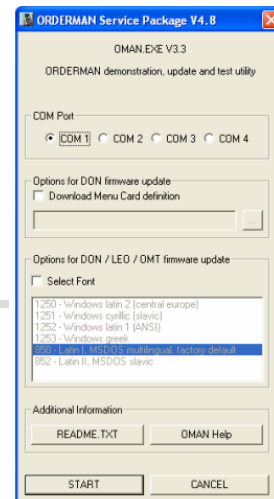 ORDERMAN Service Package V4.8
OMAN.EXE V3.3
ORDERMAN demonstration, update and test utility
COM Port
COM 1 COM 2 COM 3 COM 4
Options for DON firmware update
Download Menu Card definition
...
Options for DON / LEO / OMT firmware update
Select Font
1250 - Windows latin 2 (central europe)
1251 - Windows cyrillic (slavic)
1252 - Windows latin 1 (ANSI)
1253 - Windows greek
850 - Latin I, MSDOS multilingual, factory default
852 - Latin II, MSDOS slavic
Additional Information
README.TXT OMAN Help
START CANCEL